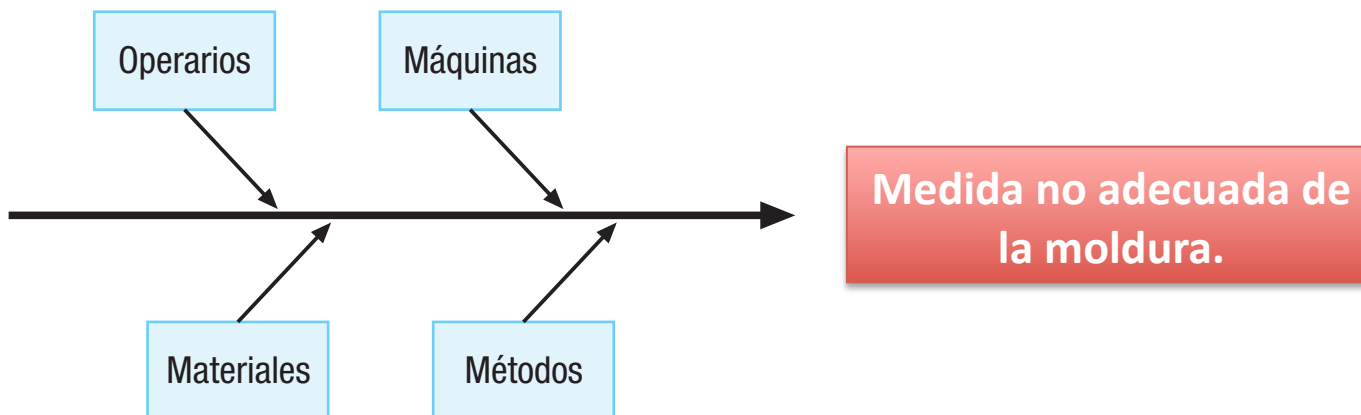 Operarios
Máquinas
Medida no adecuada de
la moldura.
Materiales
Métodos